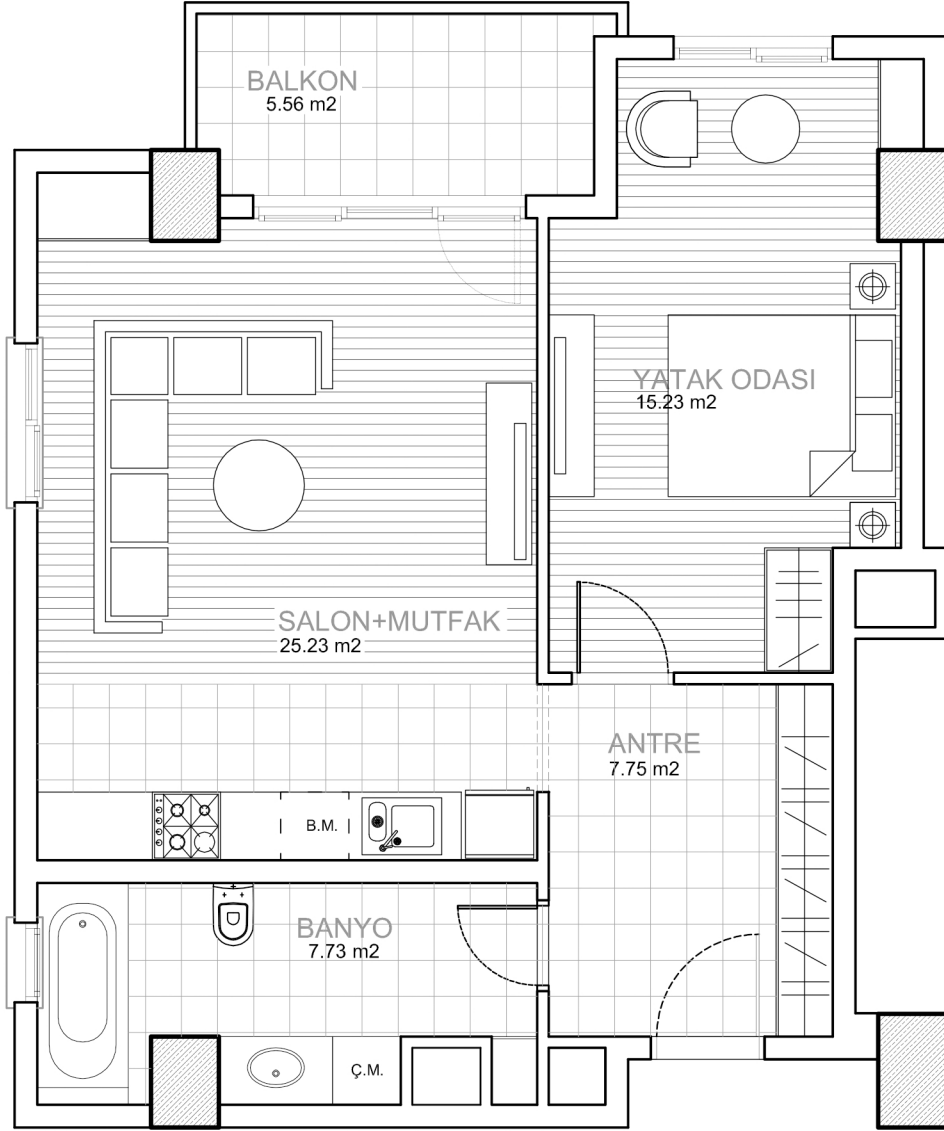 BALKON
5.56 m2
YATAK ODASI
15.23 m2
SALON+MUTFAK
25.23 m2
ANTRE
7.75 m2
B.M.
BANYO
7.73 m2
Ç.M.